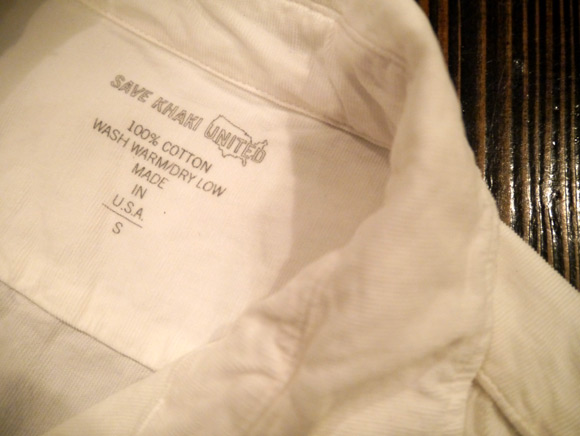 SAVE KHAKI UNITED
100% COTTON
WASH WARM/DRY LOW
MADE
IN
U.S.A.
S